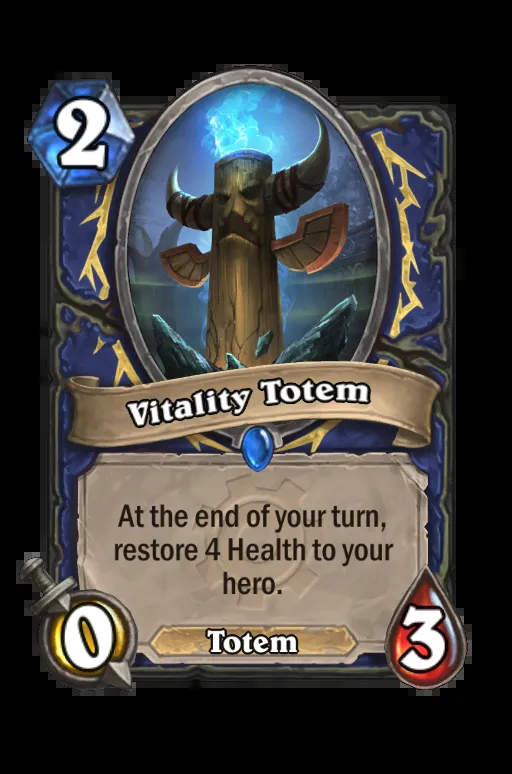 2
Vitality Totem
At the end of your turn,
restore 4 Health to your
hero.
0
Totem
3